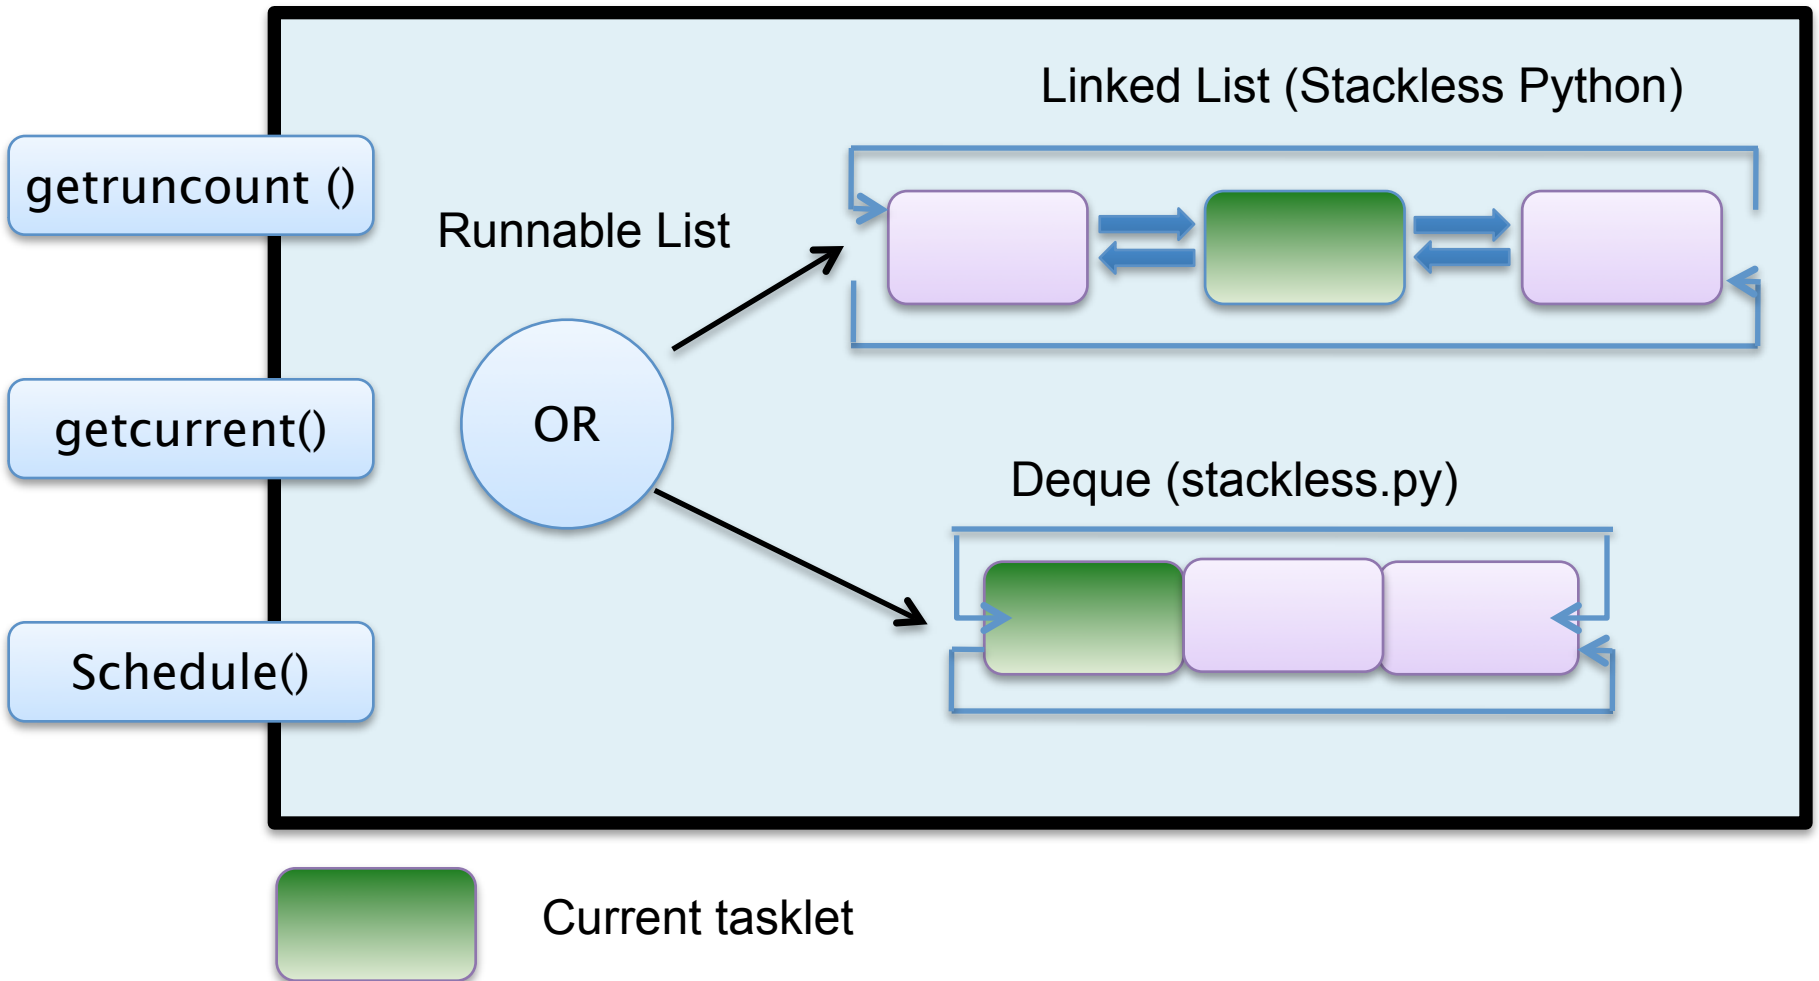 Linked List (Stackless Python)
getruncount ()
Runnable List
OR
getcurrent()
Deque (stackless.py)
Schedule()
Current tasklet